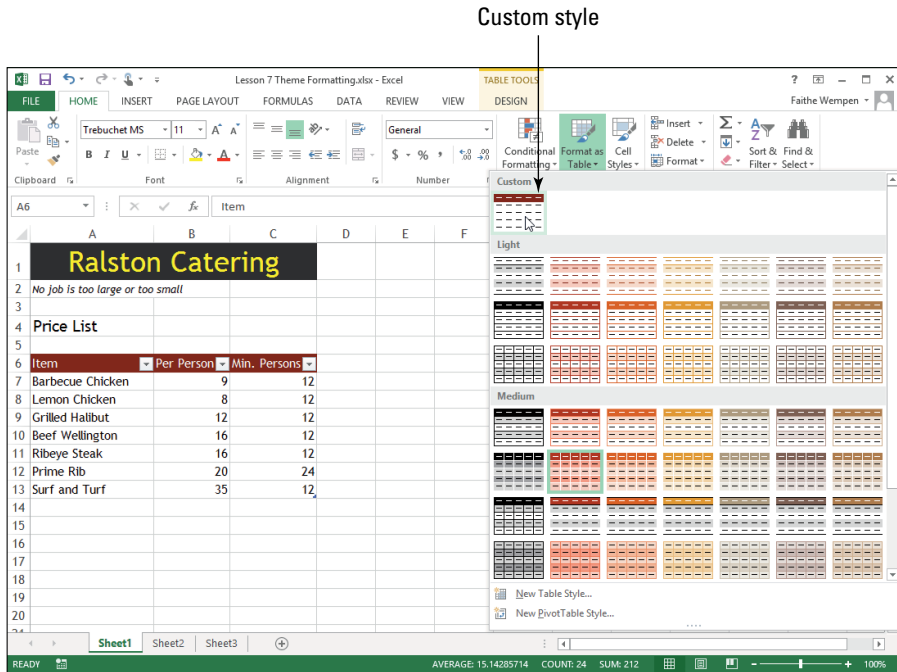 Custom style
Lesson 7 Theme Formatting.xlsx - Excel
TABLE TOOLS
?
FILE HOME INSERT PAGE LAYOUT FORMULAS DATA REVIEW VIEW DESIGN
Faithe Wempen
Paste
Trebuchet MS 11 A A
General
B I U A
$ % ,
Conditional Formatting
Format as Table
Cell Styles
Insert
Delete
Format
Sort & Filter
Find & Select
Clipboard Font Alignment Number
A6 fx Item
A B C D E F
1 Ralston Catering
2 No job is too large or too small
3
4 Price List
5
6 Item Per Person Min. Persons
7 Barbecue Chicken 9 12
8 Lemon Chicken 8 12
9 Grilled Halibut 12 12
10 Beef Wellington 16 12
11 Ribeye Steak 16 12
12 Prime Rib 20 24
13 Surf and Turf 35 12
14
15
16
17
18
19
20
Custom
Light
Medium
New Table Style...
New PivotTable Style...
Sheet1 Sheet2 Sheet3
READY
AVERAGE: 15.14285714 COUNT: 24 SUM: 212
100%